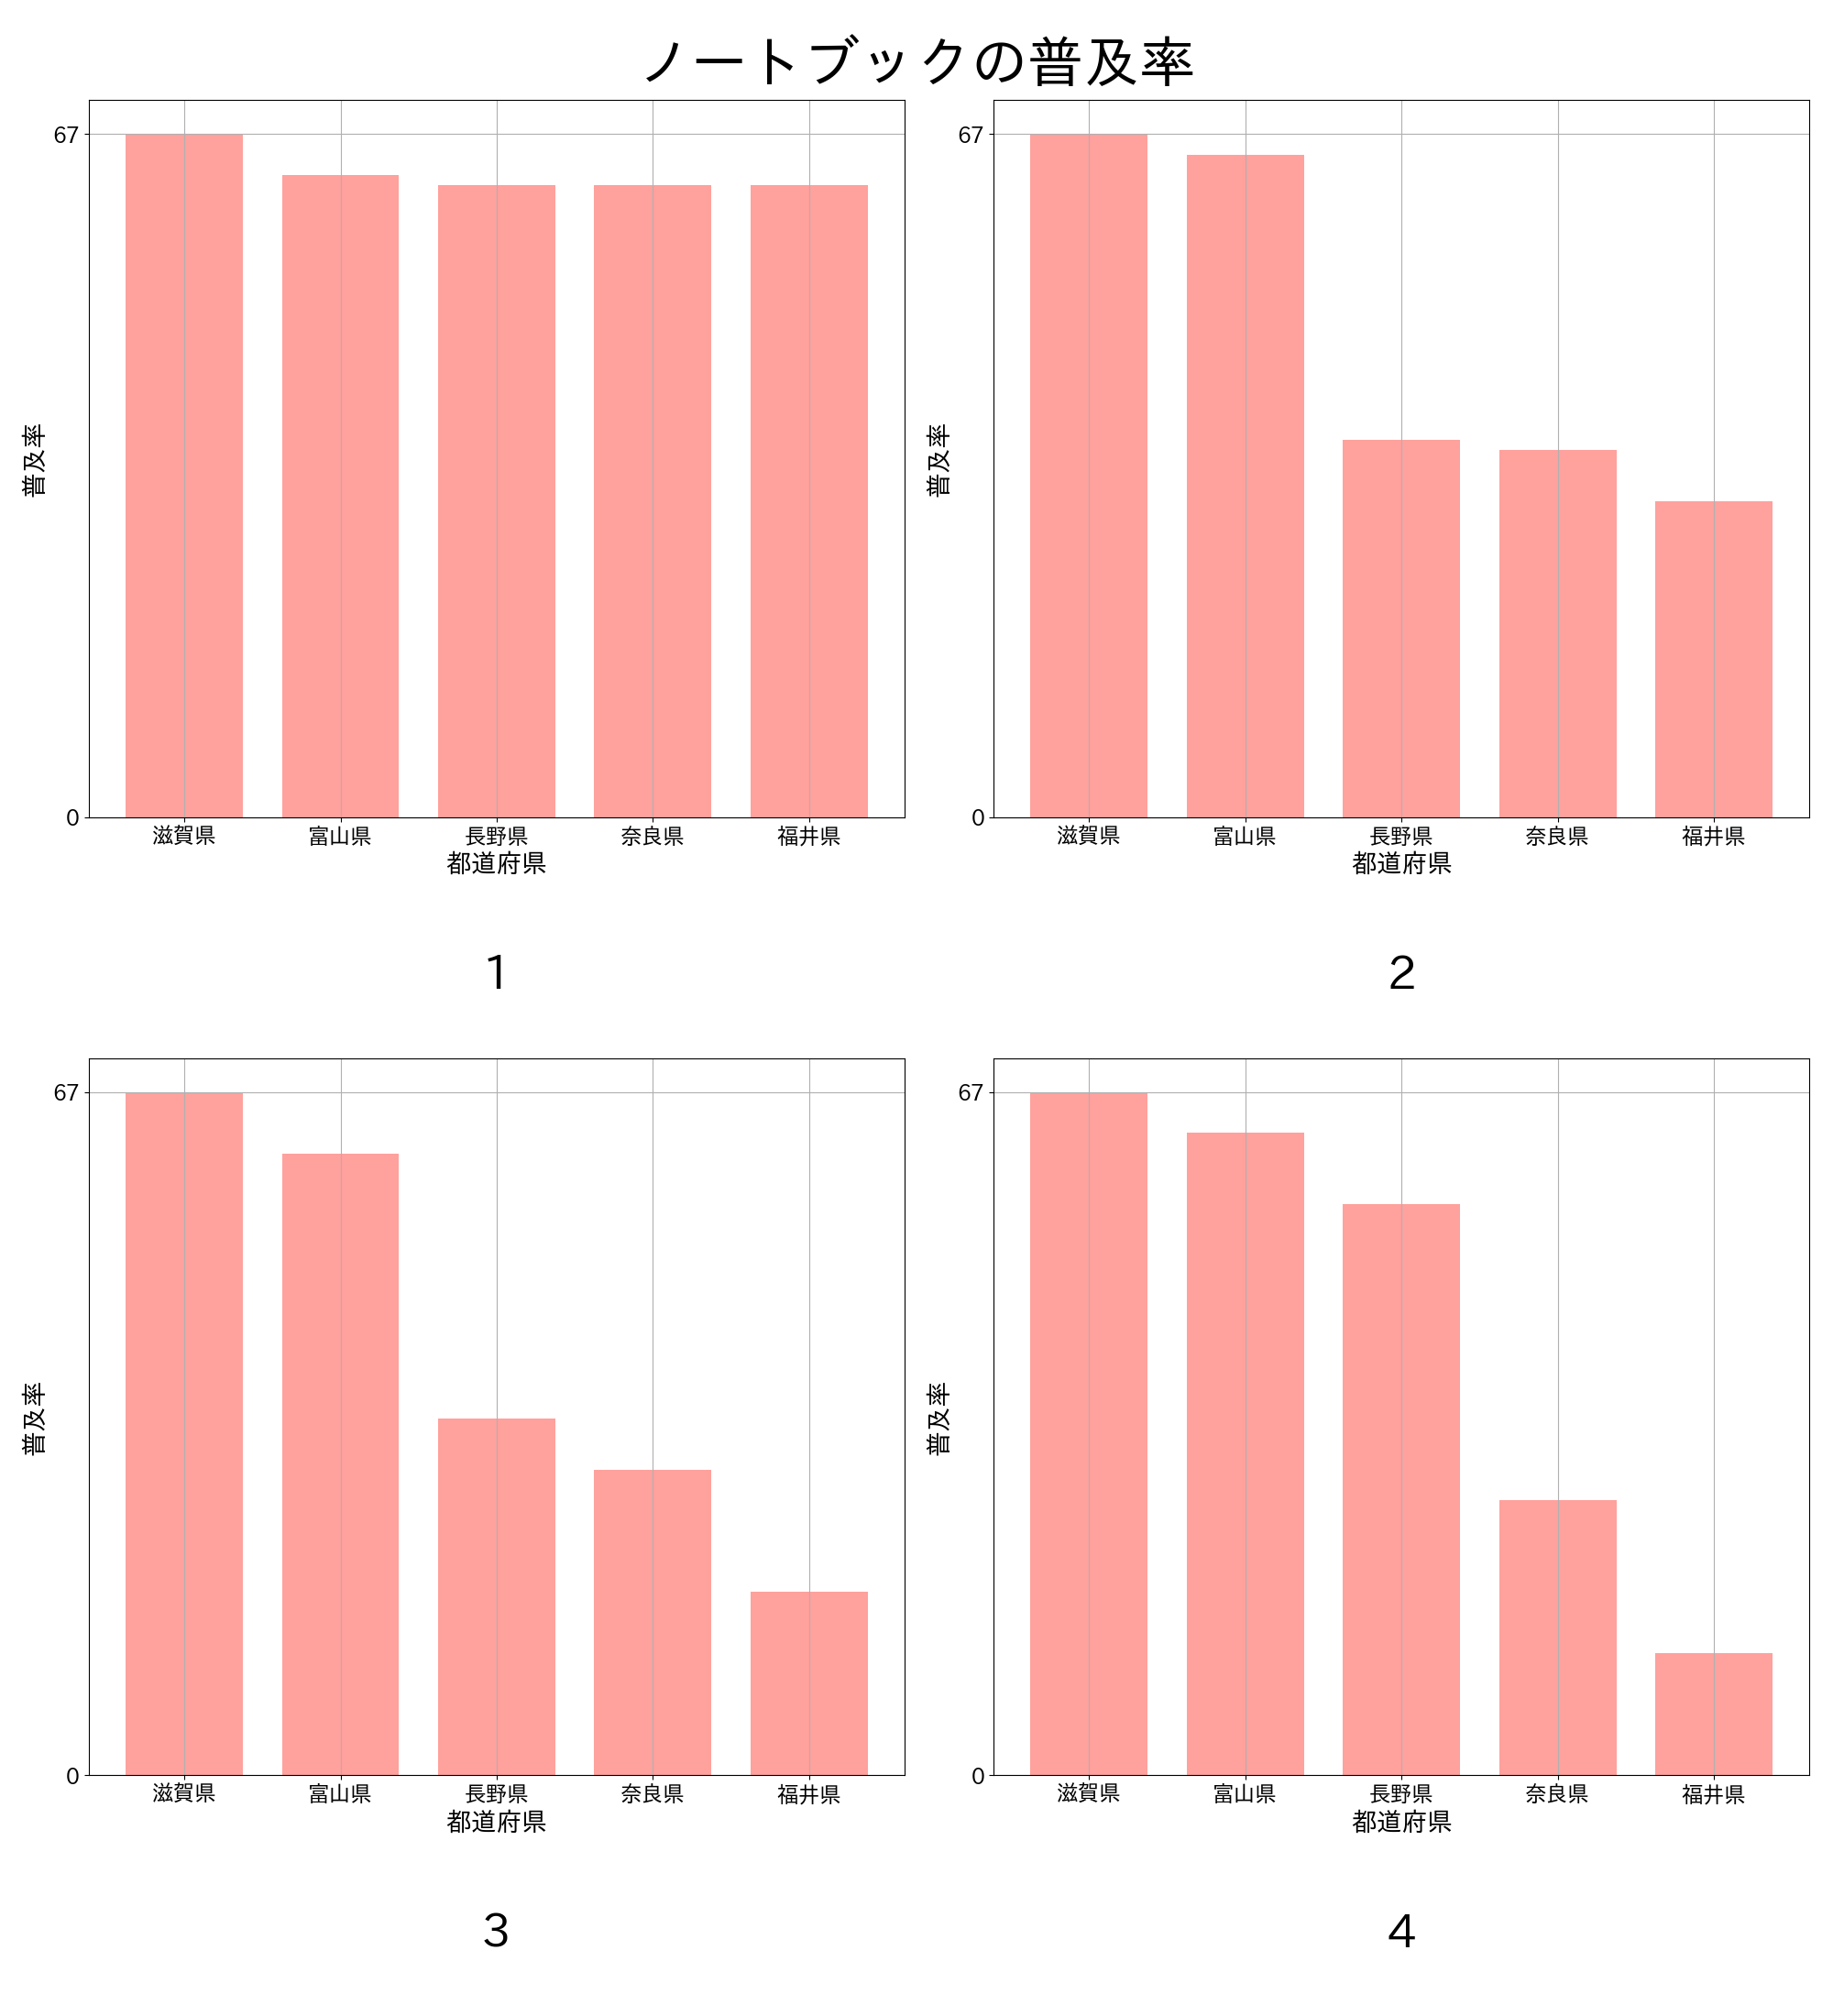 ノートブックの普及率
67
0
普及率
滋賀県 富山県 長野県 奈良県 福井県
都道府県
1
67
0
普及率
滋賀県 富山県 長野県 奈良県 福井県
都道府県
2
67
0
普及率
滋賀県 富山県 長野県 奈良県 福井県
都道府県
3
67
0
普及率
滋賀県 富山県 長野県 奈良県 福井県
都道府県
4